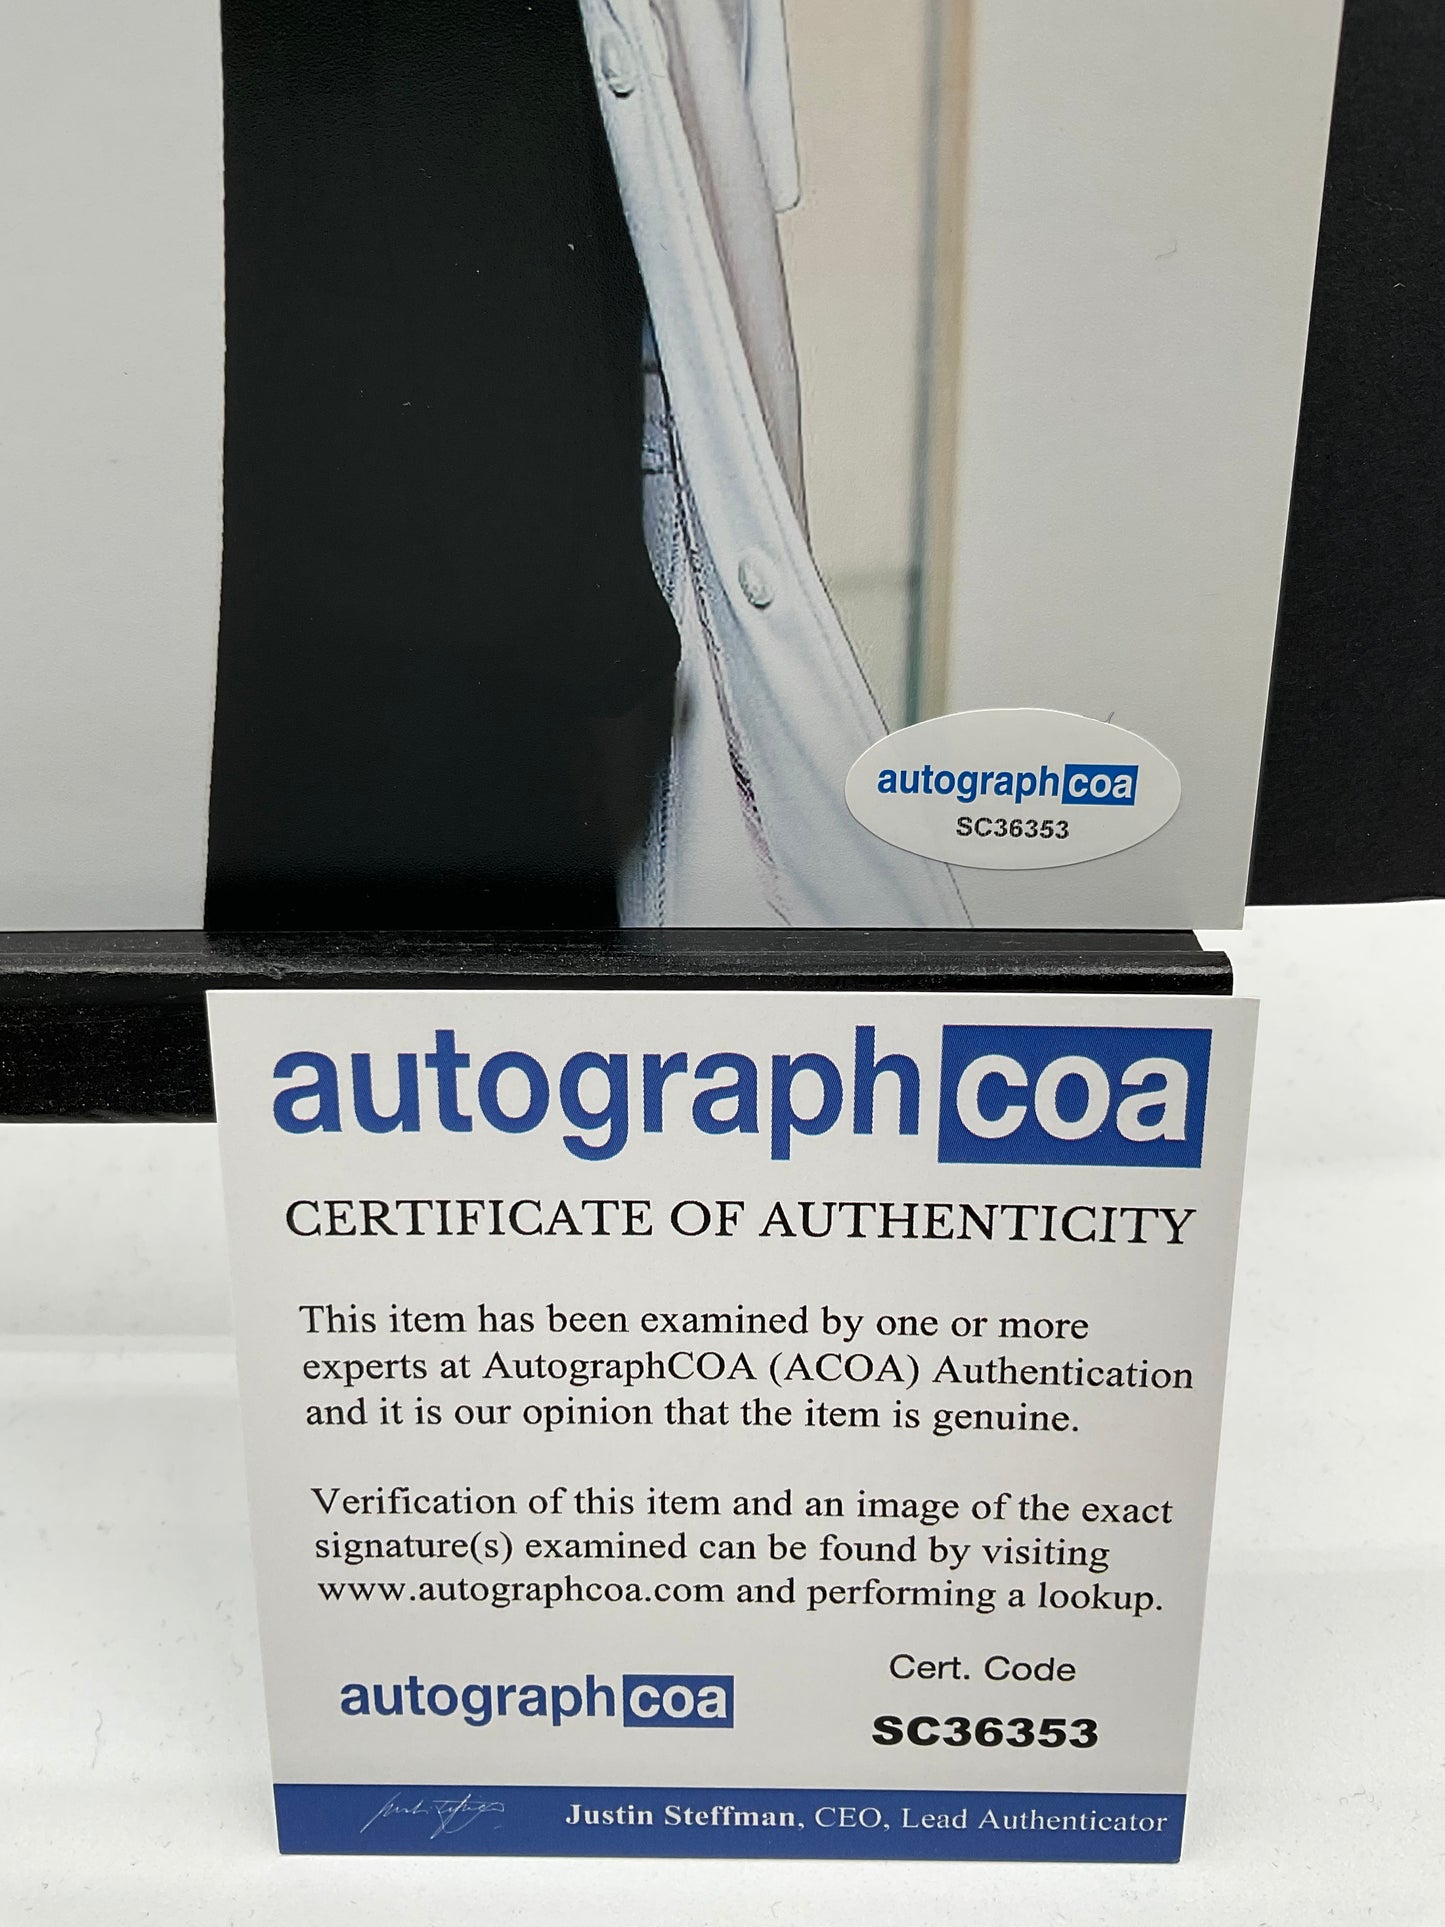 autographcoa
SC36353
autographcoa
CERTIFICATE OF AUTHENTICITY
This item has been examined by one or more
experts at AutographCOA (ACOA) Authentication
and it is our opinion that the item is genuine.
Verification of this item and an image of the exact
signature(s) examined can be found by visiting
www.autographcoa.com and performing a lookup.
autographcoa
Cert. Code
SC36353
Justin Steffman, CEO, Lead Authenticator